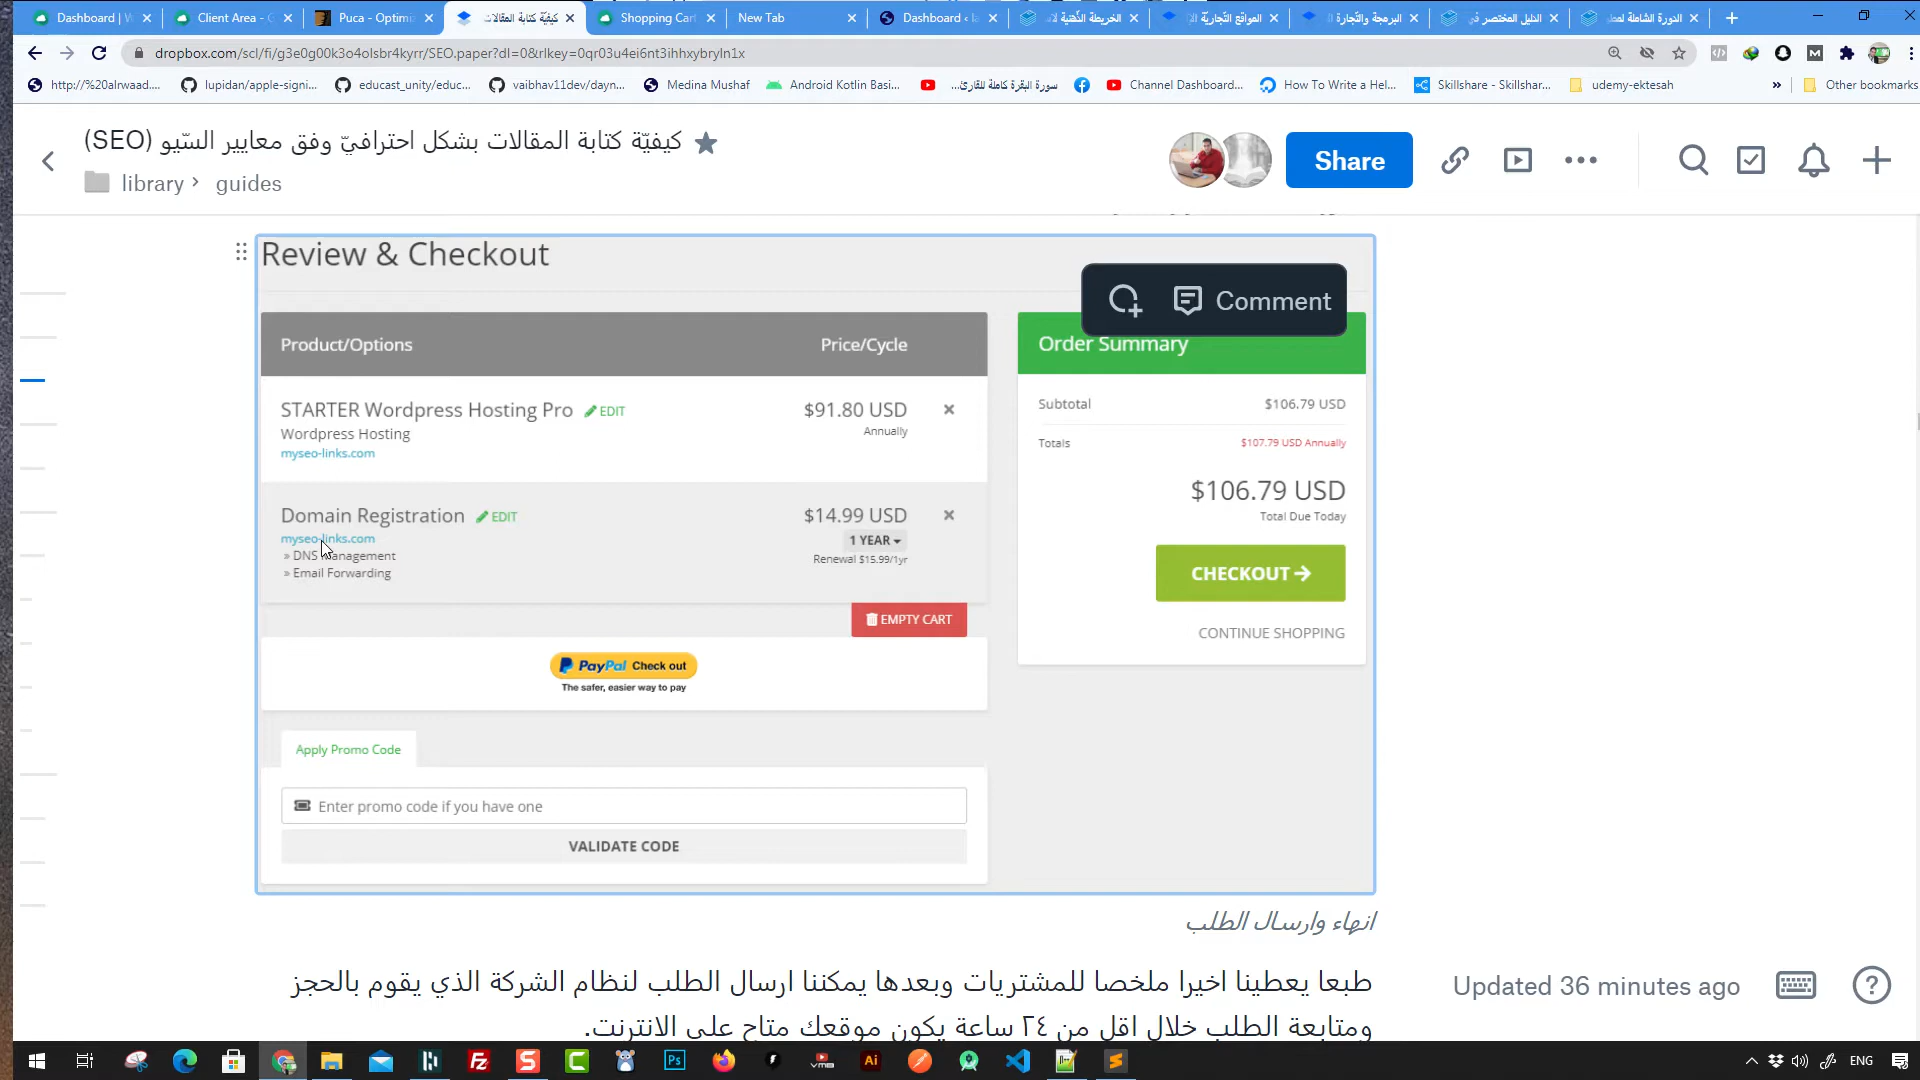 Dashboard | W
Client Area - G
Puca - Optimi
كيفيّة كتابة المقالات
Shopping Cart
New Tab
Dashboard ‹
الخريطة الذّهنية
المواقع التّجاريّة
البرمجة والتّجارة
الدّليل المختصر في
الدورة الشاملة
dropbox.com/scl/fi/g3e0g00k3o4olsbr4kyrr/SEO.paper?dl=0&rlkey=0qr03u4ei6nt3ihhxybryln1x
http://%20alrwaad....
lupidan/apple-signi...
educast_unity/educ...
vaibhav11dev/dayn...
Medina Mushaf
Android Kotlin Basi...
سورة البقرة كاملة للقارئ...
Channel Dashboard...
How To Write a Hel...
Skillshare - Skillshar...
udemy-ektesah
»
Other bookmarks
كيفيّة كتابة المقالات بشكل احترافيّ وفق معايير السّيو (SEO)
library › guides
Share
Review & Checkout
Comment
Product/Options Price/Cycle
STARTER Wordpress Hosting Pro EDIT $91.80 USD
Wordpress Hosting Annually
myseo-links.com
Domain Registration EDIT $14.99 USD
myseo-links.com 1 YEAR
» DNS Management Renewal $15.99/1yr
» Email Forwarding
EMPTY CART
PayPal Check out
The safer, easier way to pay
Apply Promo Code
Enter promo code if you have one
VALIDATE CODE
Order Summary
Subtotal $106.79 USD
Totals $107.79 USD Annually
$106.79 USD
Total Due Today
CHECKOUT
CONTINUE SHOPPING
انهاء وارسال الطلب
طبعا يعطينا اخيرا ملخصا للمشتريات وبعدها يمكننا ارسال الطلب لنظام الشركة الذي يقوم بالحجز
ومتابعة الطلب خلال اقل من ٢٤ ساعة يكون موقعك متاح على الانترنت.
Updated 36 minutes ago
ENG